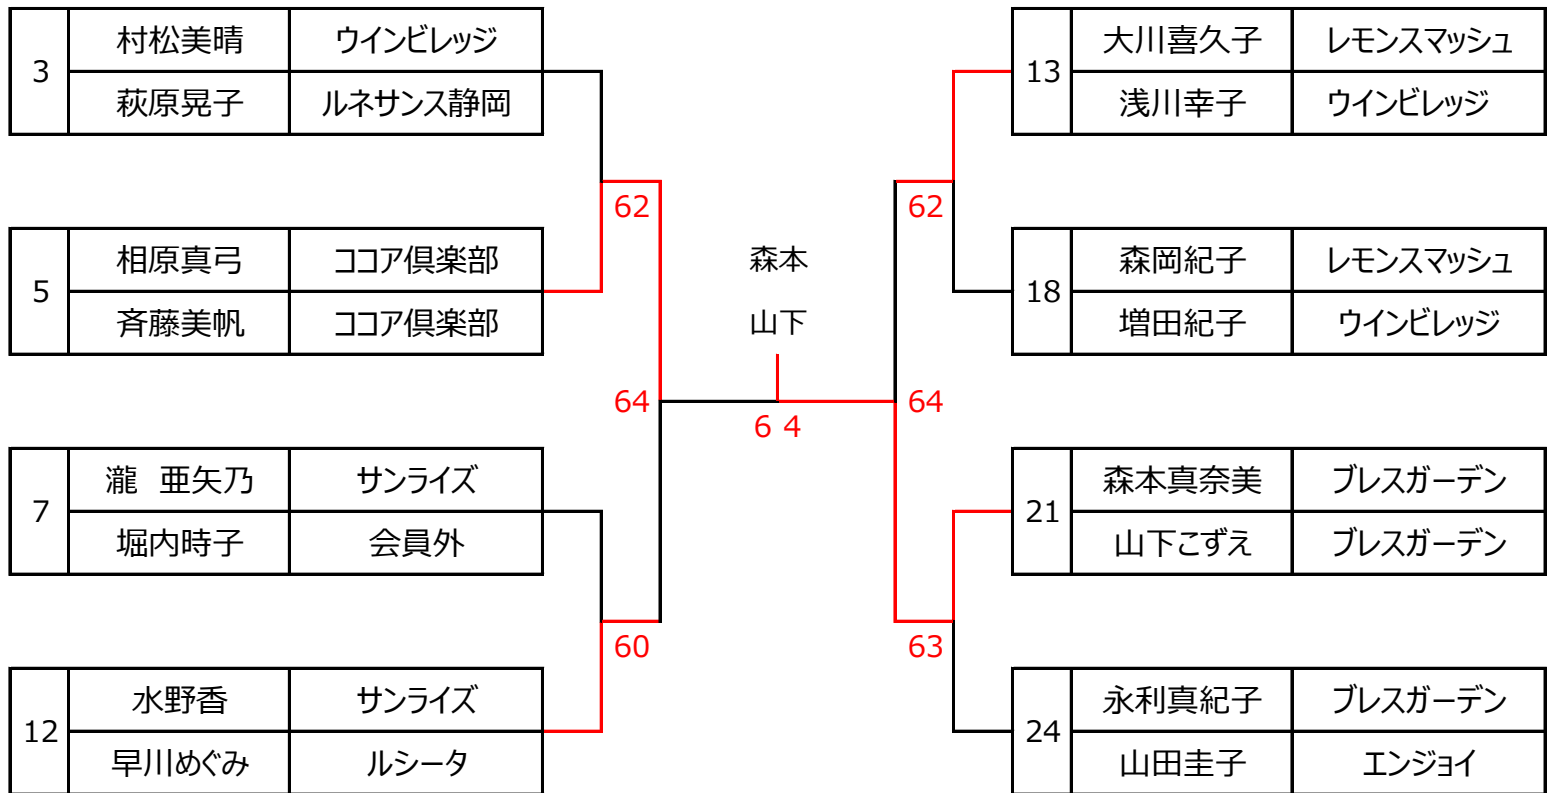 3 村松美晴 ウインビレッジ
萩原晃子 ルネサンス静岡
62
5 相原真弓 ココア倶楽部
斉藤美帆 ココア倶楽部
64
7 瀧 亜矢乃 サンライズ
堀内時子 会員外
60
12 水野香 サンライズ
早川めぐみ ルシータ
森本
山下
6 4
13 大川喜久子 レモンスマッシュ
浅川幸子 ウインビレッジ
62
18 森岡紀子 レモンスマッシュ
増田紀子 ウインビレッジ
64
21 森本真奈美 ブレスガーデン
山下こずえ ブレスガーデン
63
24 永利真紀子 ブレスガーデン
山田圭子 エンジョイ